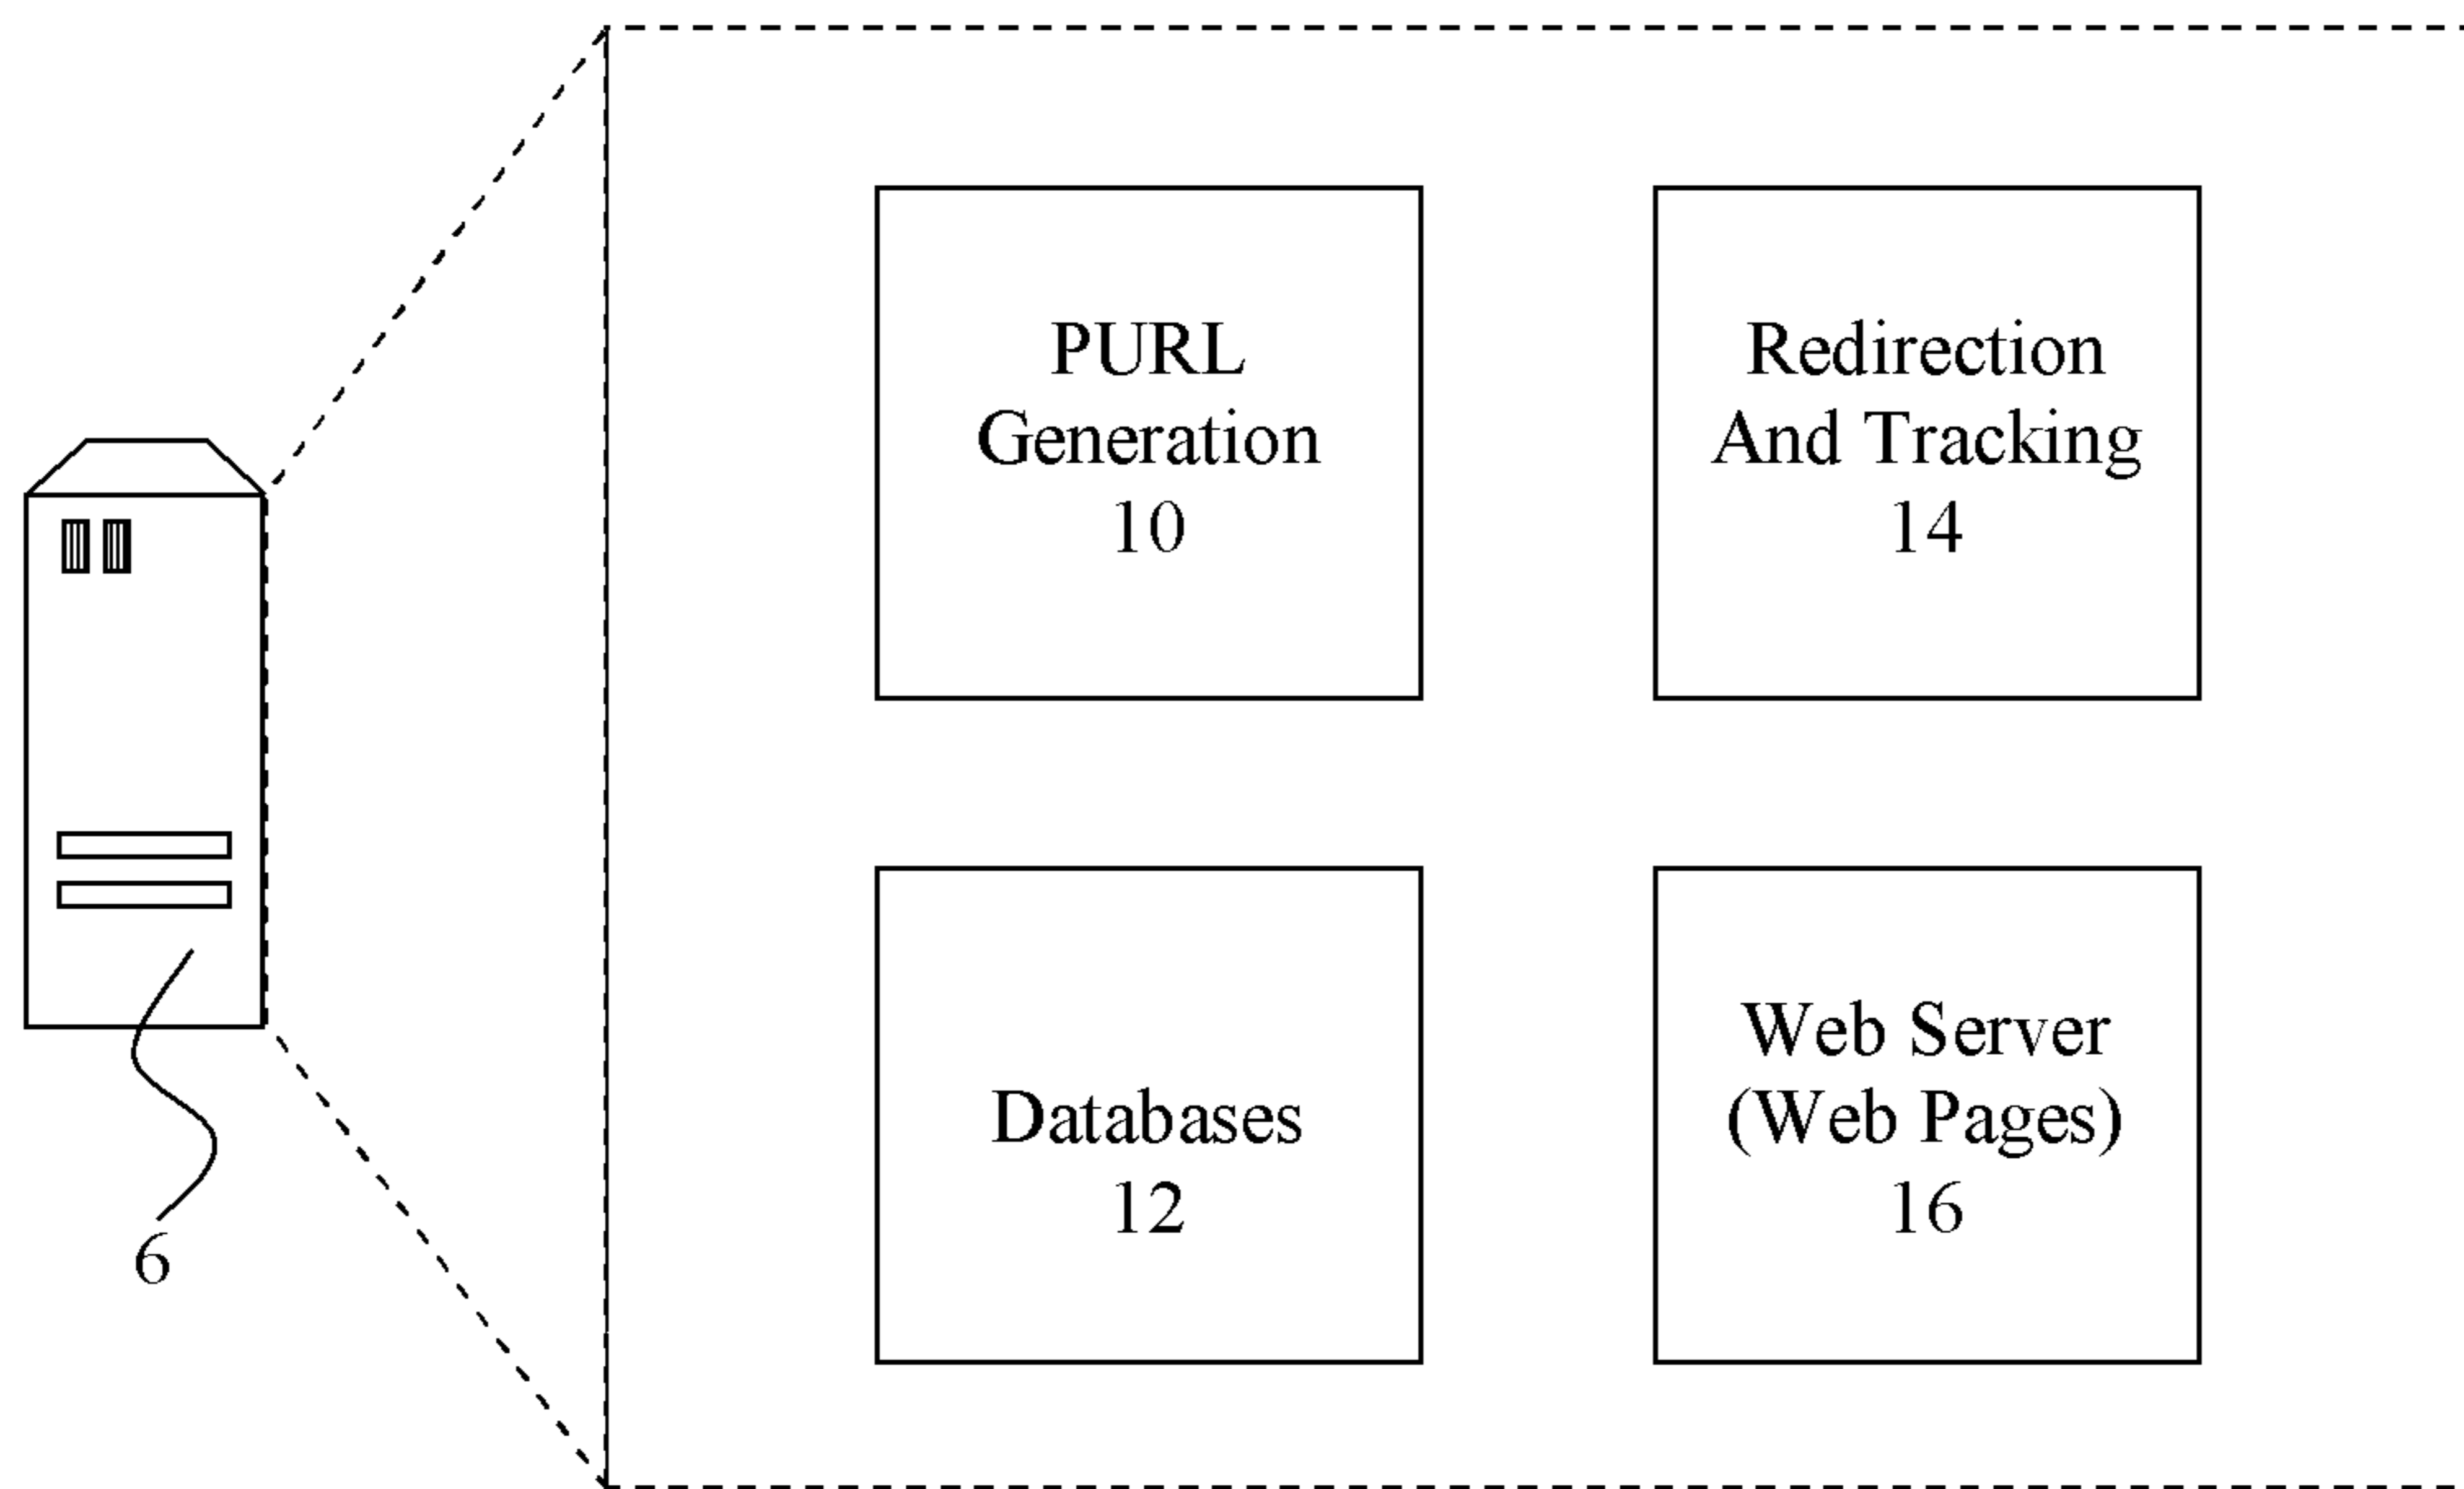 PURL
Generation
10
Redirection
And Tracking
14
Databases
12
Web Server
(Web Pages)
16
6